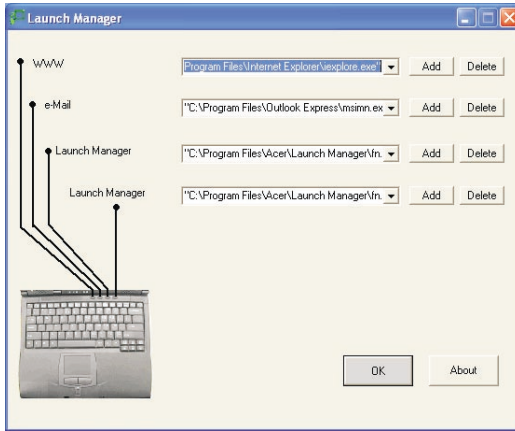 Launch Manager
WWW
Program Files\Internet Explorer\iexplore.exe"
Add
Delete
e-Mail
"C:\Program Files\Outlook Express\msimn.ex
Add
Delete
Launch Manager
"C:\Program Files\Acer\Launch Manager\fn.
Add
Delete
Launch Manager
"C:\Program Files\Acer\Launch Manager\fn.
Add
Delete
OK
About